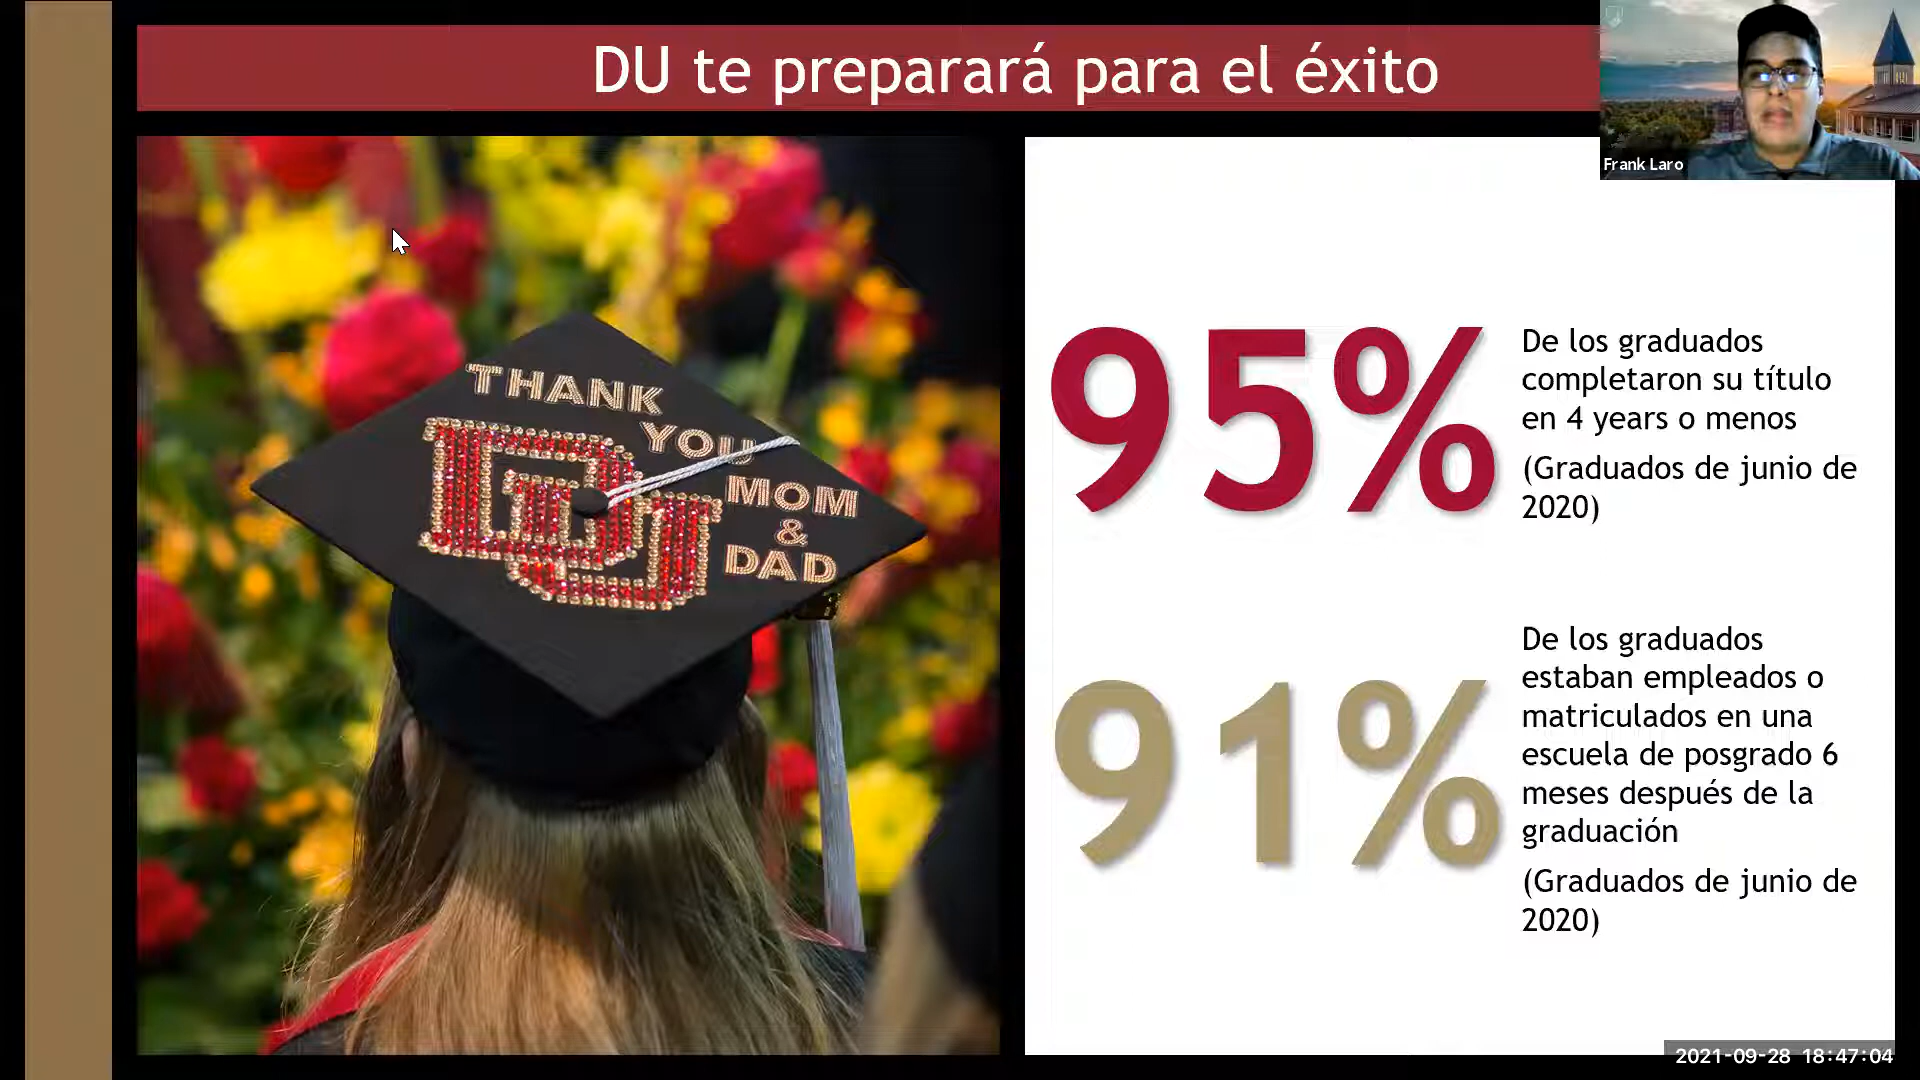 DU te preparará para el éxito
Frank Laro
THANK
YOU
MOM
&
DAD
DU
95%
De los graduados
completaron su título
en 4 years o menos
(Graduados de junio de
2020)
91%
De los graduados
estaban empleados o
matriculados en una
escuela de posgrado 6
meses después de la
graduación
(Graduados de junio de
2020)
2021-09-28 18:47:04